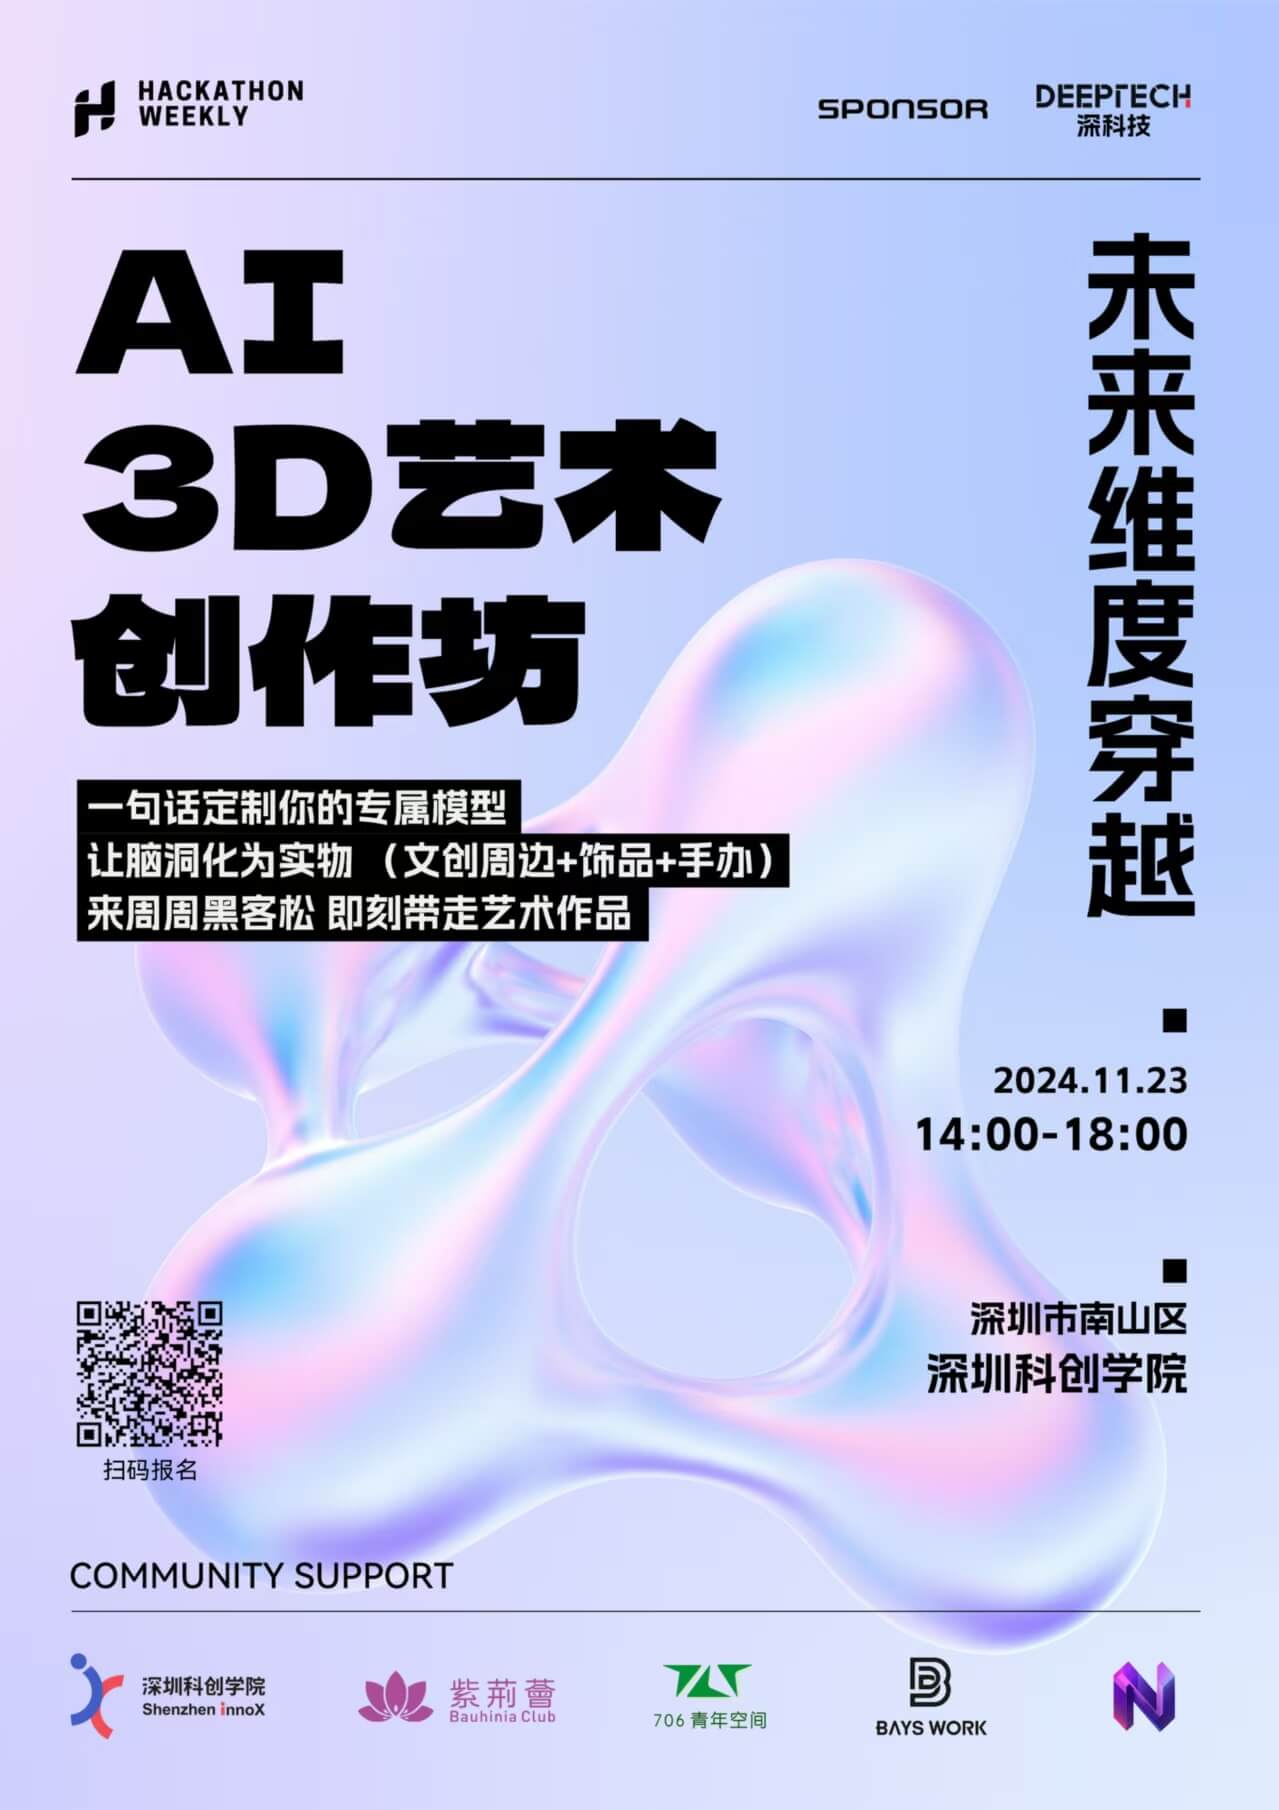 HACKATHON
WEEKLY
SPONSOR
DEEPTECH
深科技
AI
3D艺术
创作坊
未来维度穿越
一句话定制你的专属模型
让脑洞化为实物 （文创周边+饰品+手办）
来周周黑客松 即刻带走艺术作品
2024.11.23
14:00-18:00
深圳市南山区
深圳科创学院
扫码报名
COMMUNITY SUPPORT
深圳科创学院
Shenzhen innoX
紫荊薈
Bauhinia Club
706 青年空间
BAYS WORK